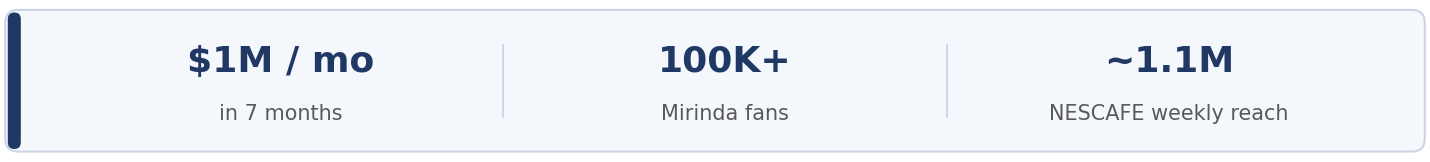 $1M / mo
in 7 months
100K+
Mirinda fans
~1.1M
NESCAFE weekly reach